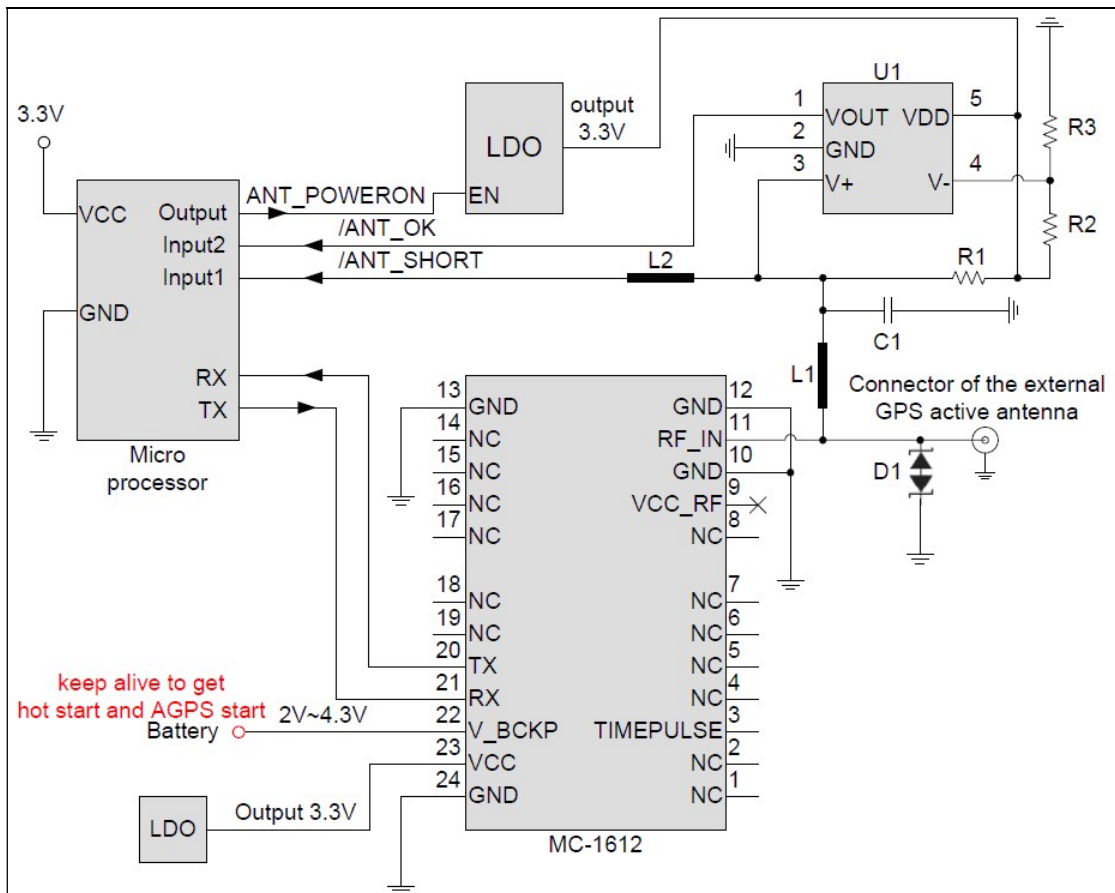 U1
1
VOUT
VDD
5
2
GND
3
V+
V-
4
R3
R2
output
3.3V
LDO
EN
3.3V
VCC
Output
ANT_POWERON
Input2
/ANT_OK
Input1
/ANT_SHORT
GND
RX
TX
Micro
processor
L2
R1
C1
L1
Connector of the external
GPS active antenna
D1
13
GND
14
NC
15
NC
16
NC
17
NC
18
NC
19
NC
20
TX
21
RX
22
V_BCKP
23
VCC
24
GND
12
GND
11
RF_IN
10
GND
9
VCC_RF
8
NC
7
NC
6
NC
5
NC
4
NC
3
TIMEPULSE
2
NC
1
NC
MC-1612
keep alive to get
hot start and AGPS start
Battery
2V~4.3V
LDO
Output 3.3V